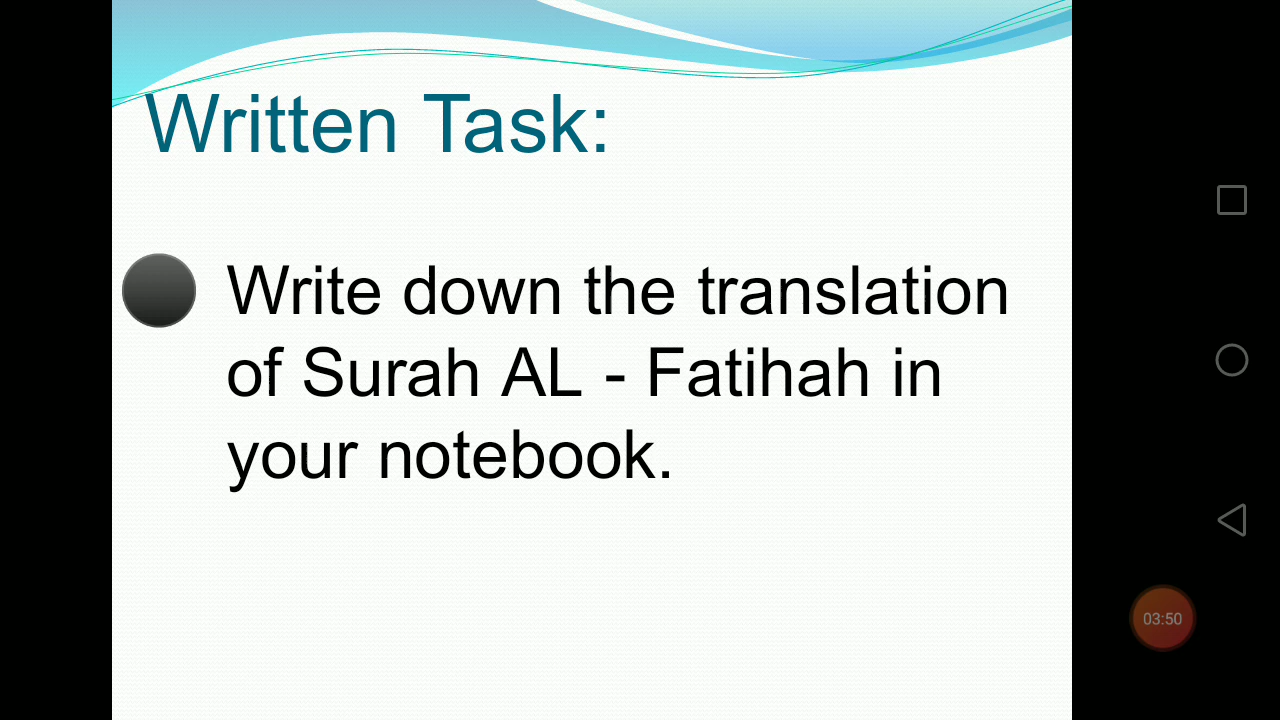 Written Task:
Write down the translation
of Surah AL - Fatihah in
your notebook.
03:50